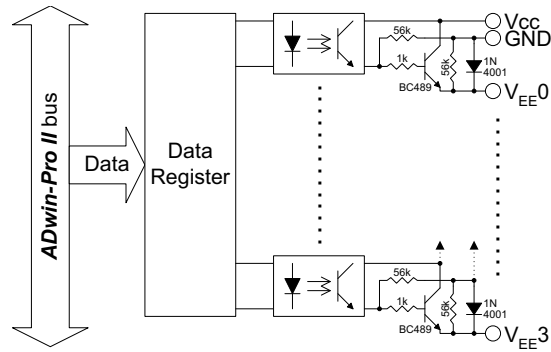 ADwin-Pro II bus
Data
Data
Register
56k
1k
BC489
56k
1N
4001
Vcc
GND
VEE0
56k
1k
BC489
56k
1N
4001
VEE3